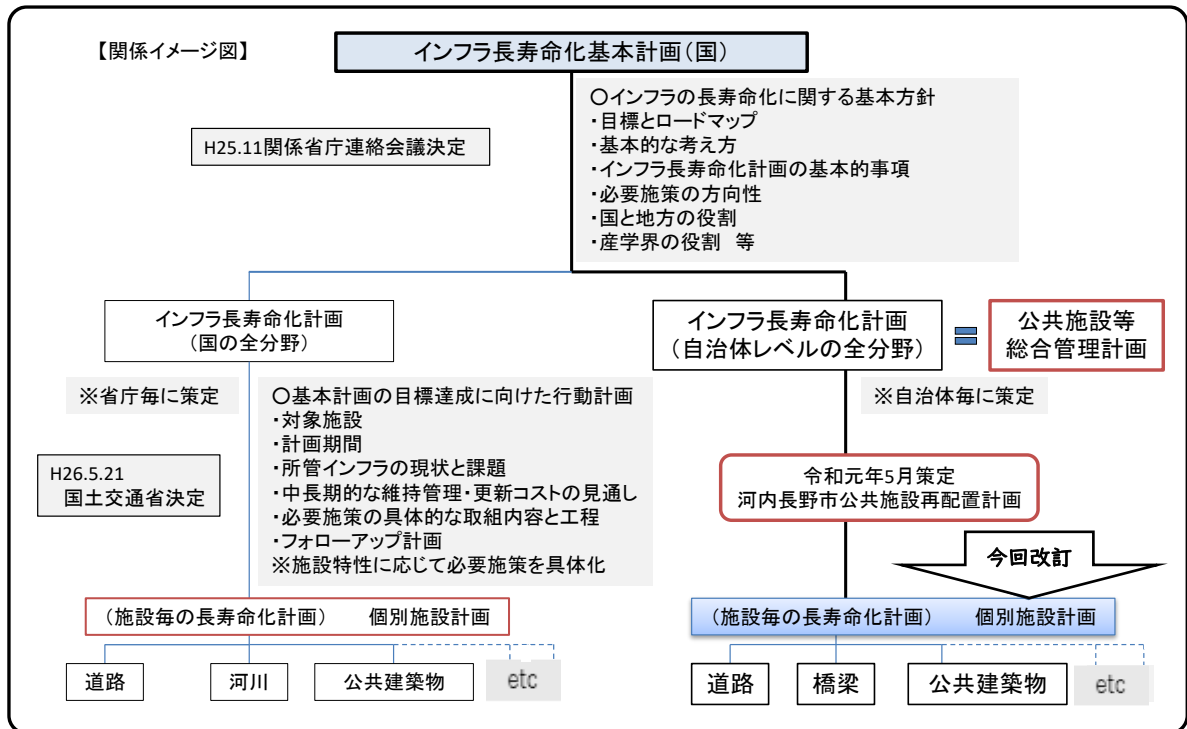 【関係イメージ図】
インフラ長寿命化基本計画(国)
H25.11関係省庁連絡会議決定
○インフラの長寿命化に関する基本方針
・目標とロードマップ
・基本的な考え方
・インフラ長寿命化計画の基本的事項
・必要施策の方向性
・国と地方の役割
・産学界の役割 等
インフラ長寿命化計画
(国の全分野)
※省庁毎に策定
H26.5.21
国土交通省決定
○基本計画の目標達成に向けた行動計画
・対象施設
・計画期間
・所管インフラの現状と課題
・中長期的な維持管理・更新コストの見通し
・必要施策の具体的な取組内容と工程
・フォローアップ計画
※施設特性に応じて必要施策を具体化
(施設毎の長寿命化計画) 個別施設計画
道路
河川
公共建築物
etc
インフラ長寿命化計画
(自治体レベルの全分野)
=
公共施設等
総合管理計画
※自治体毎に策定
令和元年5月策定
河内長野市公共施設再配置計画
今回改訂
(施設毎の長寿命化計画) 個別施設計画
道路
橋梁
公共建築物
etc